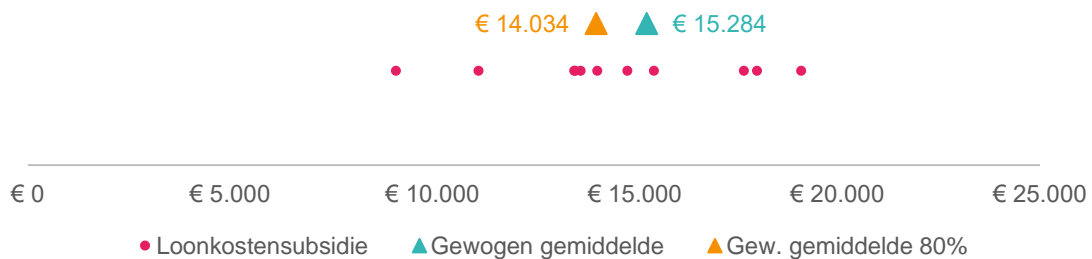 € 14.034 € 15.284
€ 0 € 5.000 € 10.000 € 15.000 € 20.000 € 25.000
Loonkostensubsidie Gewogen gemiddelde Gew. gemiddelde 80%